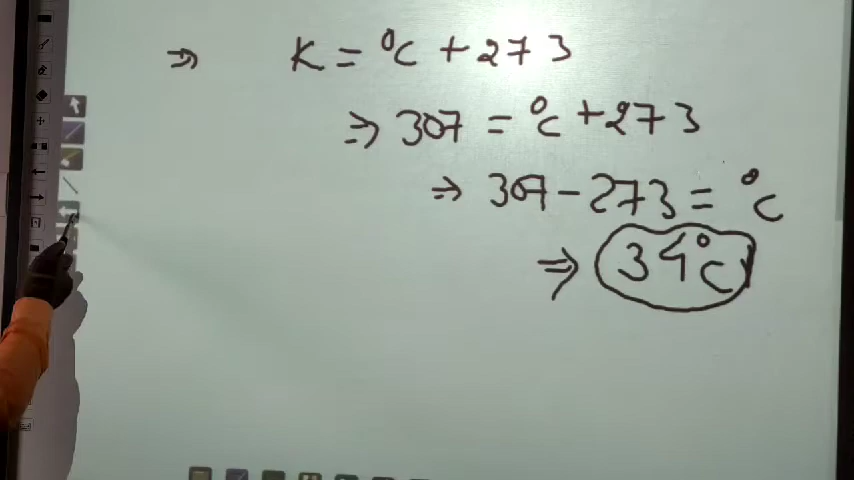 ⇒ K = °C + 273
⇒ 307 = °C + 273
⇒ 307 - 273 = °C
⇒ 34°C